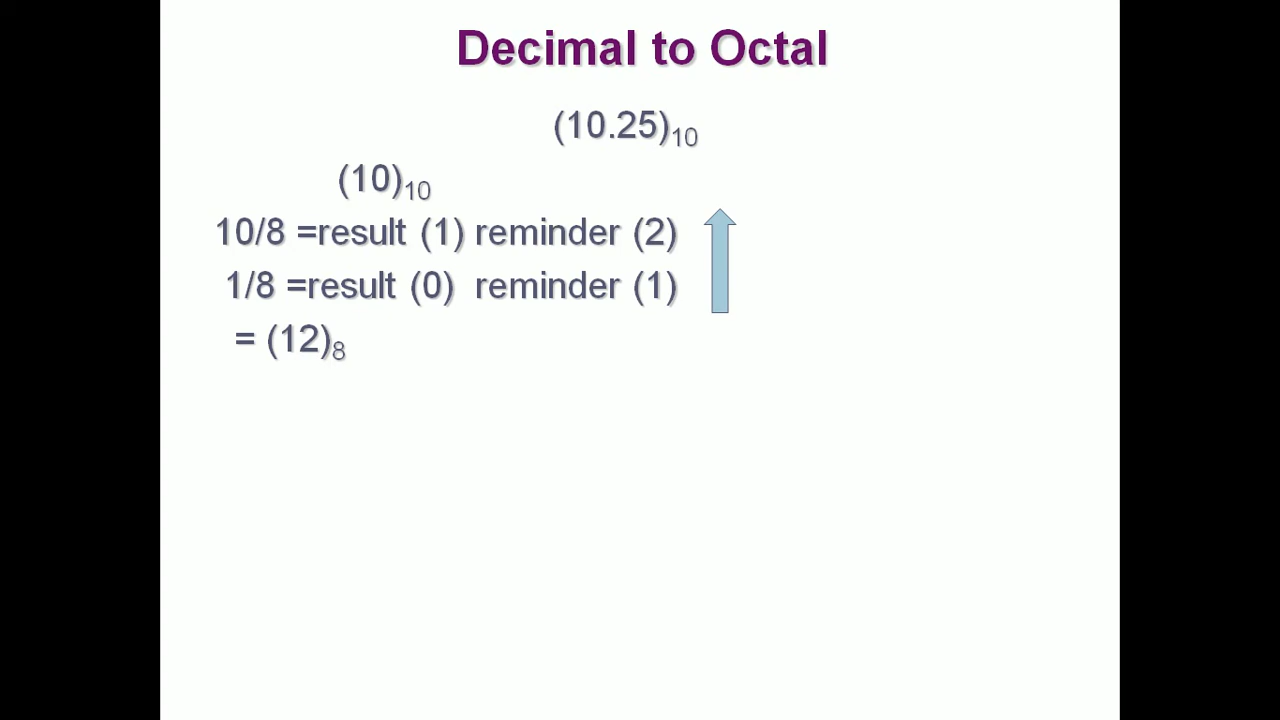 Decimal to Octal
(10.25)10
(10)10
10/8 =result (1) reminder (2)
1/8 =result (0) reminder (1)
= (12)8